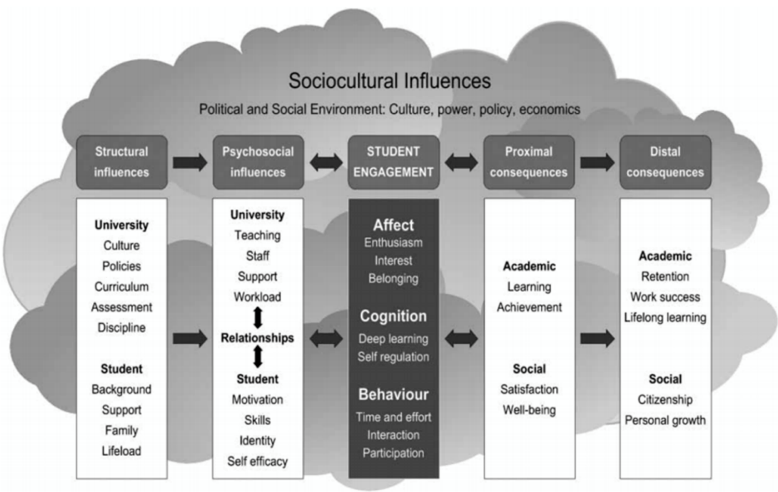 Sociocultural Influences
Political and Social Environment: Culture, power, policy, economics
Structural
influences
Psychosocial
influences
STUDENT
ENGAGEMENT
Proximal
consequences
Distal
consequences
University
Culture
Policies
Curriculum
Assessment
Discipline
Student
Background
Support
Family
Lifeload
University
Teaching
Staff
Support
Workload
Relationships
Student
Motivation
Skills
Identity
Self efficacy
Affect
Enthusiasm
Interest
Belonging
Cognition
Deep learning
Self regulation
Behaviour
Time and effort
Interaction
Participation
Academic
Learning
Achievement
Social
Satisfaction
Well-being
Academic
Retention
Work success
Lifelong learning
Social
Citizenship
Personal growth